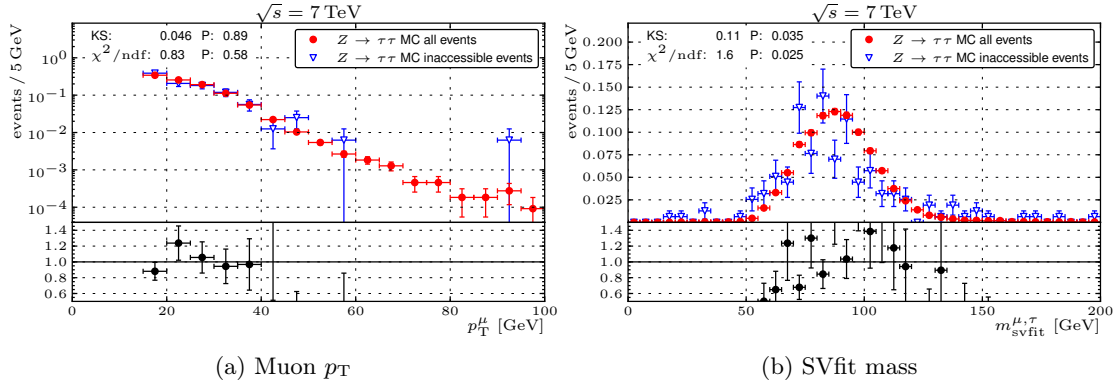 √s = 7 TeV
KS: 0.046 P: 0.89
χ²/ndf: 0.83 P: 0.58
Z → ττ MC all events
Z → ττ MC inaccessible events
events / 5 GeV
10⁰
10⁻¹
10⁻²
10⁻³
10⁻⁴
1.4
1.2
1.0
0.8
0.6
0 20 40 60 80 100
p_T^μ [GeV]
(a) Muon p_T
√s = 7 TeV
KS: 0.11 P: 0.035
χ²/ndf: 1.6 P: 0.025
Z → ττ MC all events
Z → ττ MC inaccessible events
events / 5 GeV
0.200
0.175
0.150
0.125
0.100
0.075
0.050
0.025
1.4
1.2
1.0
0.8
0.6
0 50 100 150 200
m_svfit^μ,τ [GeV]
(b) SVfit mass